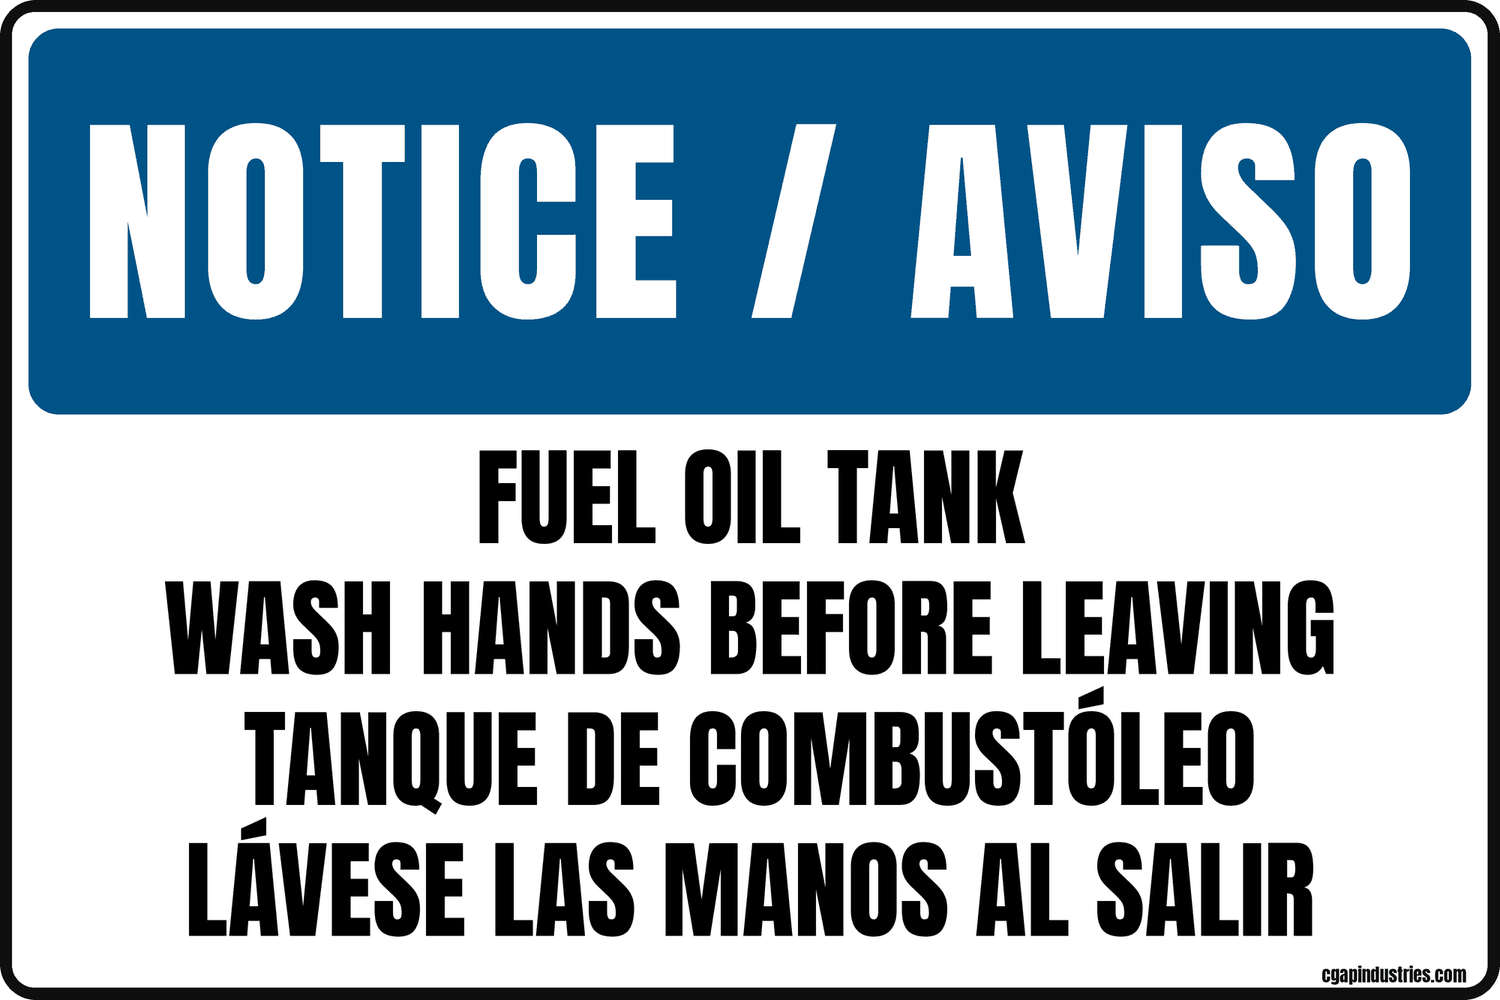 NOTICE / AVISO
FUEL OIL TANK
WASH HANDS BEFORE LEAVING
TANQUE DE COMBUSTÓLEO
LÁVESE LAS MANOS AL SALIR
cgapindustries.com